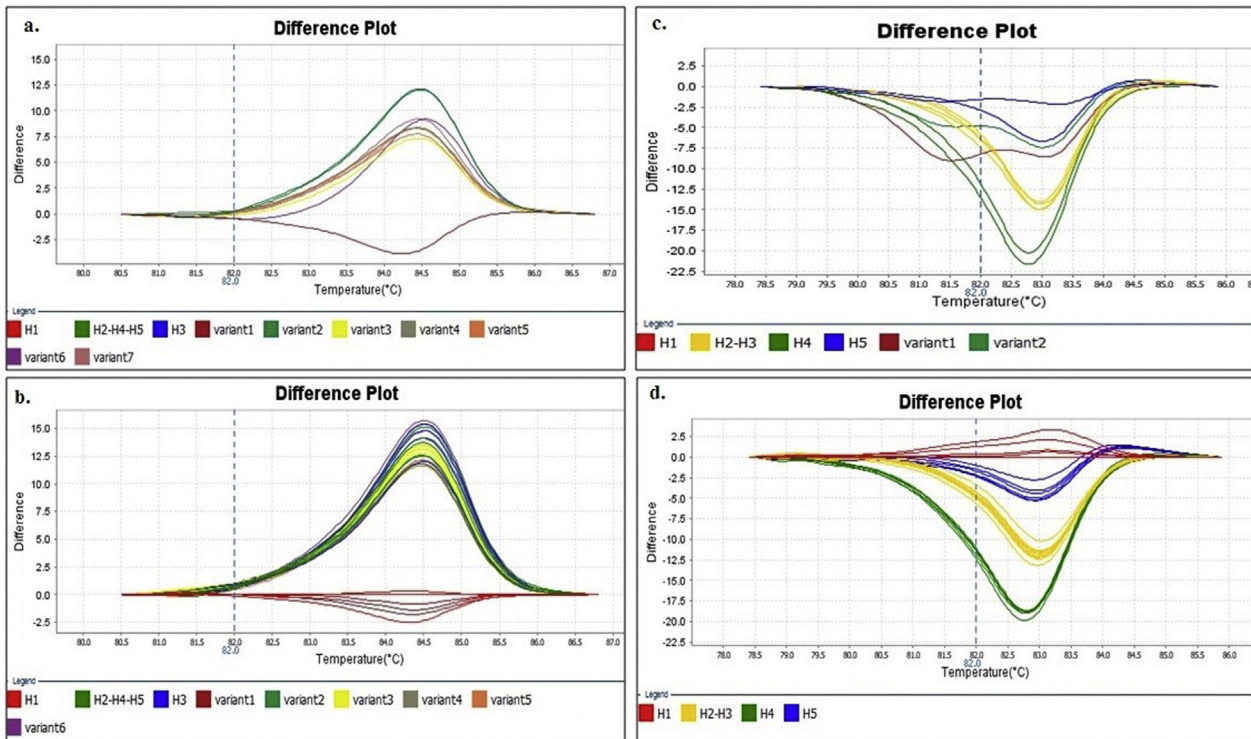 a.
Difference Plot
15.0
12.5
10.0
7.5
5.0
2.5
0.0
-2.5
Difference
80.0 80.5 81.0 81.5 82.0 82.5 83.0 83.5 84.0 84.5 85.0 85.5 86.0 86.5 87.0
82.0
Temperature(°C)
Legend
H1 H2-H4-H5 H3 variant1 variant2 variant3 variant4 variant5
variant6 variant7
b.
Difference Plot
15.0
12.5
10.0
7.5
5.0
2.5
0.0
-2.5
Difference
80.0 80.5 81.0 81.5 82.0 82.5 83.0 83.5 84.0 84.5 85.0 85.5 86.0 86.5 87.0
82.0
Temperature(°C)
Legend
H1 H2-H4-H5 H3 variant1 variant2 variant3 variant4 variant5
variant6
c.
Difference Plot
2.5
0.0
-2.5
-5.0
-7.5
-10.0
-12.5
-15.0
-17.5
-20.0
-22.5
Difference
78.0 78.5 79.0 79.5 80.0 80.5 81.0 81.5 82.0 82.5 83.0 83.5 84.0 84.5 85.0 85.5 86.0
82.0
Temperature(°C)
Legend
H1 H2-H3 H4 H5 variant1 variant2
d.
Difference Plot
2.5
0.0
-2.5
-5.0
-7.5
-10.0
-12.5
-15.0
-17.5
-20.0
-22.5
Difference
78.0 78.5 79.0 79.5 80.0 80.5 81.0 81.5 82.0 82.5 83.0 83.5 84.0 84.5 85.0 85.5 86.0
82.0
Temperature(°C)
Legend
H1 H2-H3 H4 H5